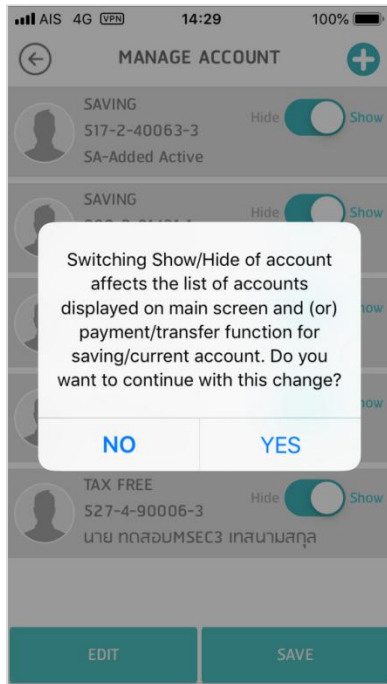 AIS 4G VPN 14:29 100%
MANAGE ACCOUNT
SAVING
517-2-40063-3
Hide Show
SA-Added Active
SAVING
Hide Show
Switching Show/Hide of account
affects the list of accounts
displayed on main screen and (or)
payment/transfer function for
saving/current account. Do you
want to continue with this change?
NO YES
TAX FREE
527-4-90006-3
Hide Show
นาย ทดสอบMSEC3 เทสนามสกุล
EDIT SAVE